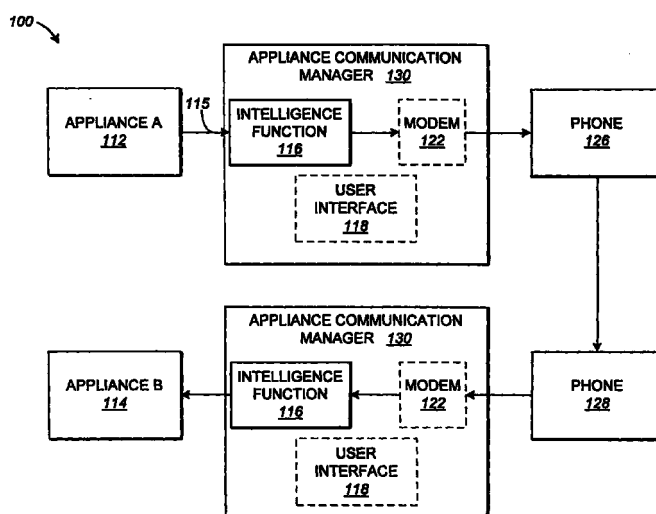 100
APPLIANCE COMMUNICATION
MANAGER 130
APPLIANCE A
112
115
INTELLIGENCE
FUNCTION
116
MODEM
122
USER
INTERFACE
118
PHONE
126
APPLIANCE COMMUNICATION
MANAGER 130
APPLIANCE B
114
INTELLIGENCE
FUNCTION
116
MODEM
122
USER
INTERFACE
118
PHONE
128